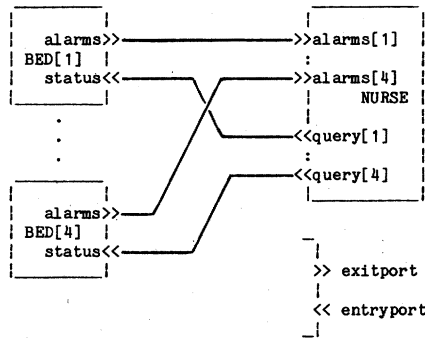 alarms>>
BED[1]
status<<
>>alarms[1]
:
>>alarms[4]
NURSE
<<query[1]
:
<<query[4]
alarms>>
BED[4]
status<<
>> exitport
<< entryport